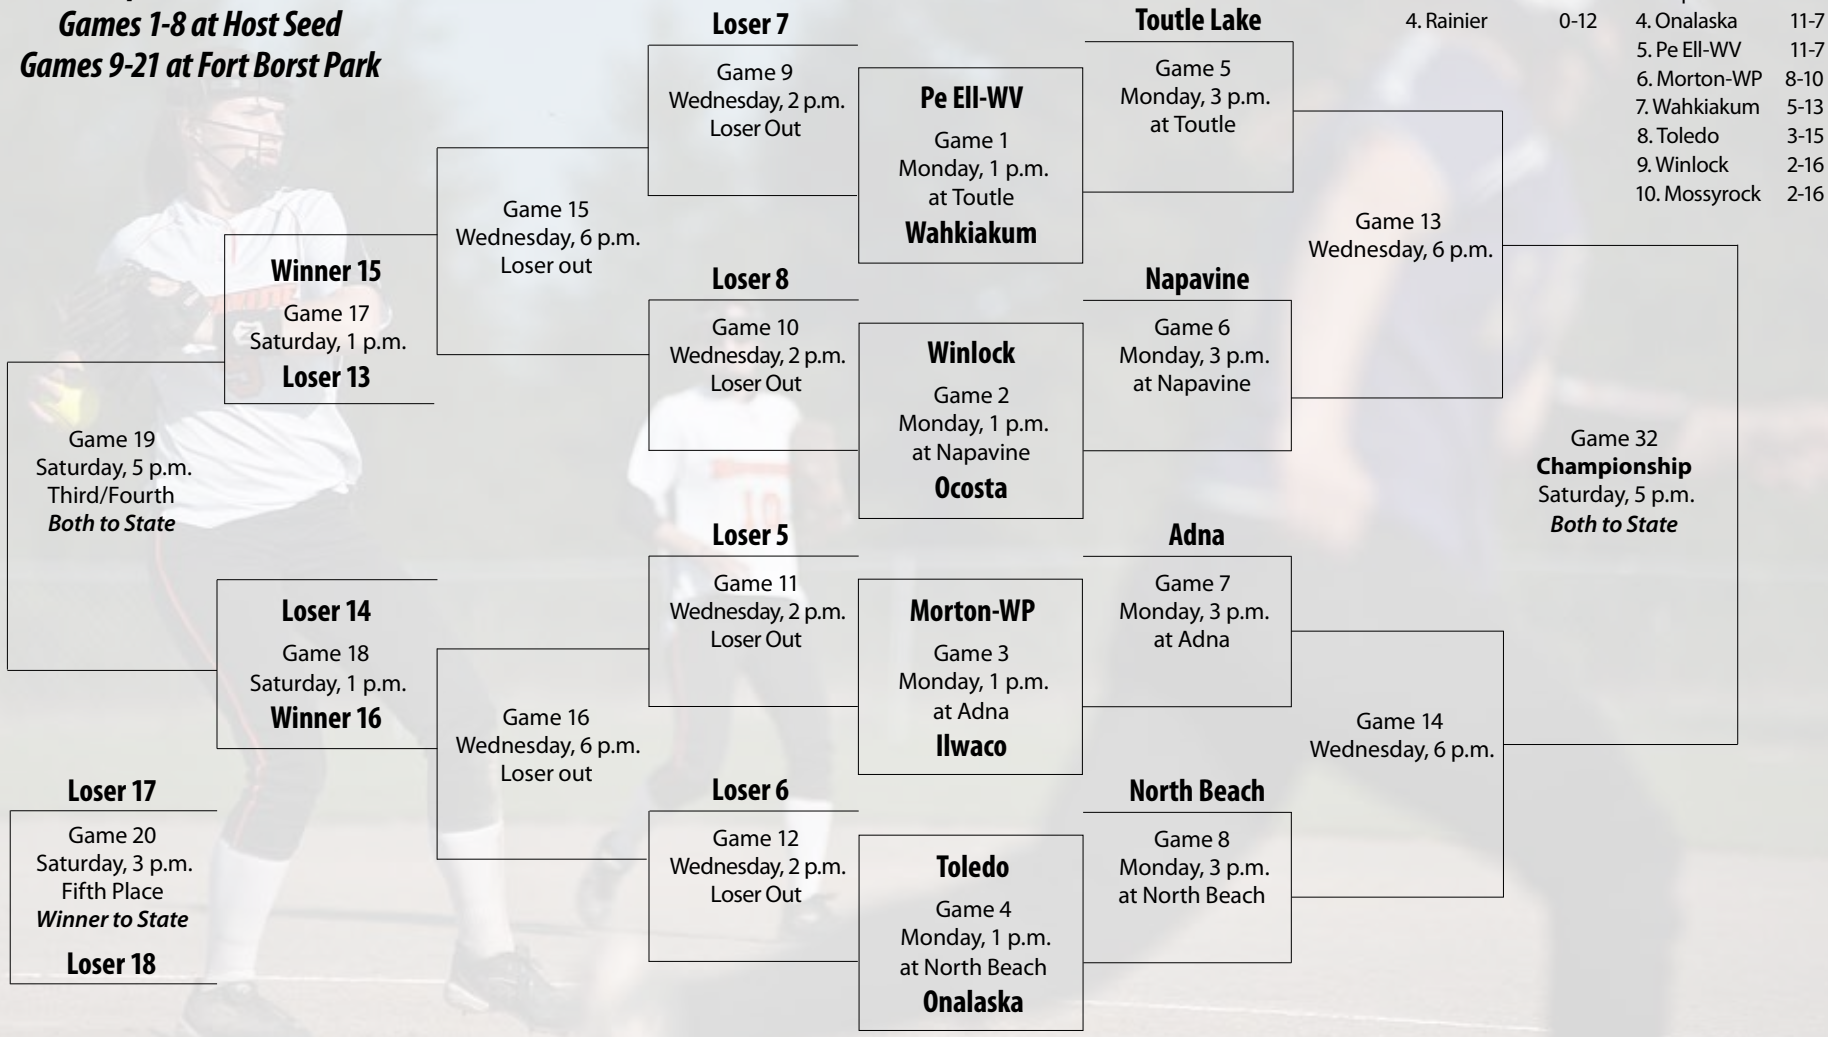 Games 1-8 at Host Seed
Games 9-21 at Fort Borst Park
4. Rainier 0-12
4. Onalaska 11-7
5. Pe Ell-WV 11-7
6. Morton-WP 8-10
7. Wahkiakum 5-13
8. Toledo 3-15
9. Winlock 2-16
10. Mossyrock 2-16
Winner 15
Game 17
Saturday, 1 p.m.
Loser 13
Game 19
Saturday, 5 p.m.
Third/Fourth
Both to State
Loser 14
Game 18
Saturday, 1 p.m.
Winner 16
Loser 17
Game 20
Saturday, 3 p.m.
Fifth Place
Winner to State
Loser 18
Game 15
Wednesday, 6 p.m.
Loser out
Game 16
Wednesday, 6 p.m.
Loser out
Loser 7
Game 9
Wednesday, 2 p.m.
Loser Out
Loser 8
Game 10
Wednesday, 2 p.m.
Loser Out
Loser 5
Game 11
Wednesday, 2 p.m.
Loser Out
Loser 6
Game 12
Wednesday, 2 p.m.
Loser Out
Pe Ell-WV
Game 1
Monday, 1 p.m.
at Toutle
Wahkiakum
Winlock
Game 2
Monday, 1 p.m.
at Napavine
Ocosta
Morton-WP
Game 3
Monday, 1 p.m.
at Adna
Ilwaco
Toledo
Game 4
Monday, 1 p.m.
at North Beach
Onalaska
Toutle Lake
Game 5
Monday, 3 p.m.
at Toutle
Napavine
Game 6
Monday, 3 p.m.
at Napavine
Adna
Game 7
Monday, 3 p.m.
at Adna
North Beach
Game 8
Monday, 3 p.m.
at North Beach
Game 13
Wednesday, 6 p.m.
Game 14
Wednesday, 6 p.m.
Game 32
Championship
Saturday, 5 p.m.
Both to State
10